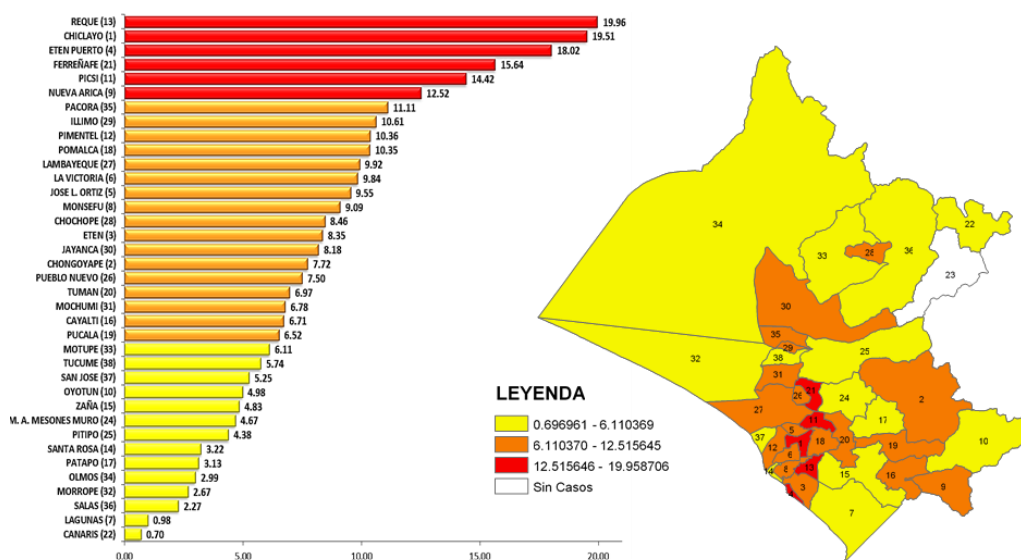 REQUE (13) 19.96
CHICLAYO (1) 19.51
ETEN PUERTO (4) 18.02
FERREÑAFE (21) 15.64
PICSI (11) 14.42
NUEVA ARICA (9) 12.52
PACORA (35) 11.11
ILLIMO (29) 10.61
PIMENTEL (12) 10.36
POMALCA (18) 10.35
LAMBAYEQUE (27) 9.92
LA VICTORIA (6) 9.84
JOSE L. ORTIZ (5) 9.55
MONSEFU (8) 9.09
CHOCHOPE (28) 8.46
ETEN (3) 8.35
JAYANCA (30) 8.18
CHONGOYAPE (2) 7.72
PUEBLO NUEVO (26) 7.50
TUMAN (20) 6.97
MOCHUMI (31) 6.78
CAYALTI (16) 6.71
PUCALA (19) 6.52
MOTUPE (33) 6.11
TUCUME (38) 5.74
SAN JOSE (37) 5.25
OYOTUN (10) 4.98
ZAÑA (15) 4.83
M. A. MESONES MURO (24) 4.67
PITIPO (25) 4.38
SANTA ROSA (14) 3.22
PATAPO (17) 3.13
OLMOS (34) 2.99
MORROPE (32) 2.67
SALAS (36) 2.27
LAGUNAS (7) 0.98
CANARIS (22) 0.70
0.00 5.00 10.00 15.00 20.00
LEYENDA
0.696961 - 6.110369
6.110370 - 12.515645
12.515646 - 19.958706
Sin Casos
34
22
36
28
33
23
30
35
29
38
25
32
31
2
21
26
24
27
11
17
5
37
1
18
20
19
10
12
6
13
15
14
8
16
3
9
4
7